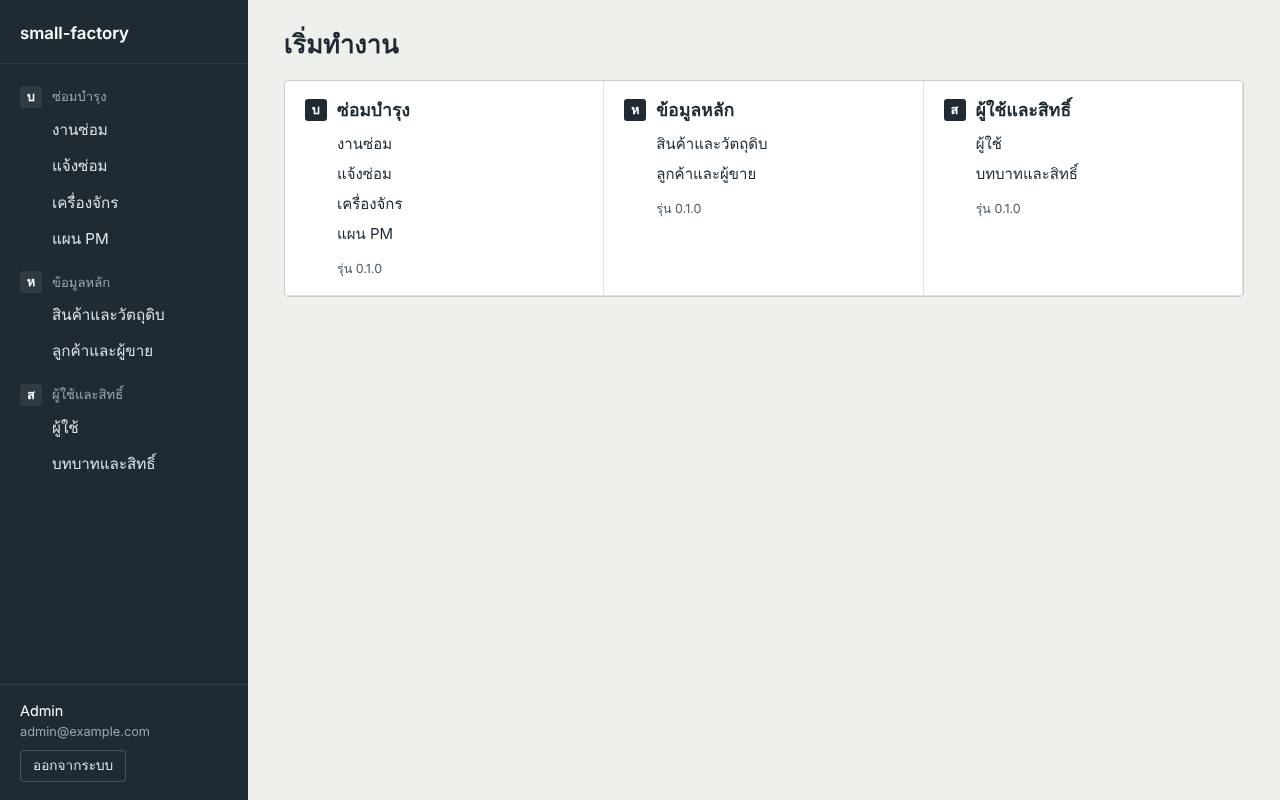 small-factory
บ ซ่อมบำรุง
งานซ่อม
แจ้งซ่อม
เครื่องจักร
แผน PM
ห ข้อมูลหลัก
สินค้าและวัตถุดิบ
ลูกค้าและผู้ขาย
ส ผู้ใช้และสิทธิ์
ผู้ใช้
บทบาทและสิทธิ์
Admin
admin@example.com
ออกจากระบบ
เริ่มทำงาน
บ ซ่อมบำรุง
งานซ่อม
แจ้งซ่อม
เครื่องจักร
แผน PM
รุ่น 0.1.0
ห ข้อมูลหลัก
สินค้าและวัตถุดิบ
ลูกค้าและผู้ขาย
รุ่น 0.1.0
ส ผู้ใช้และสิทธิ์
ผู้ใช้
บทบาทและสิทธิ์
รุ่น 0.1.0